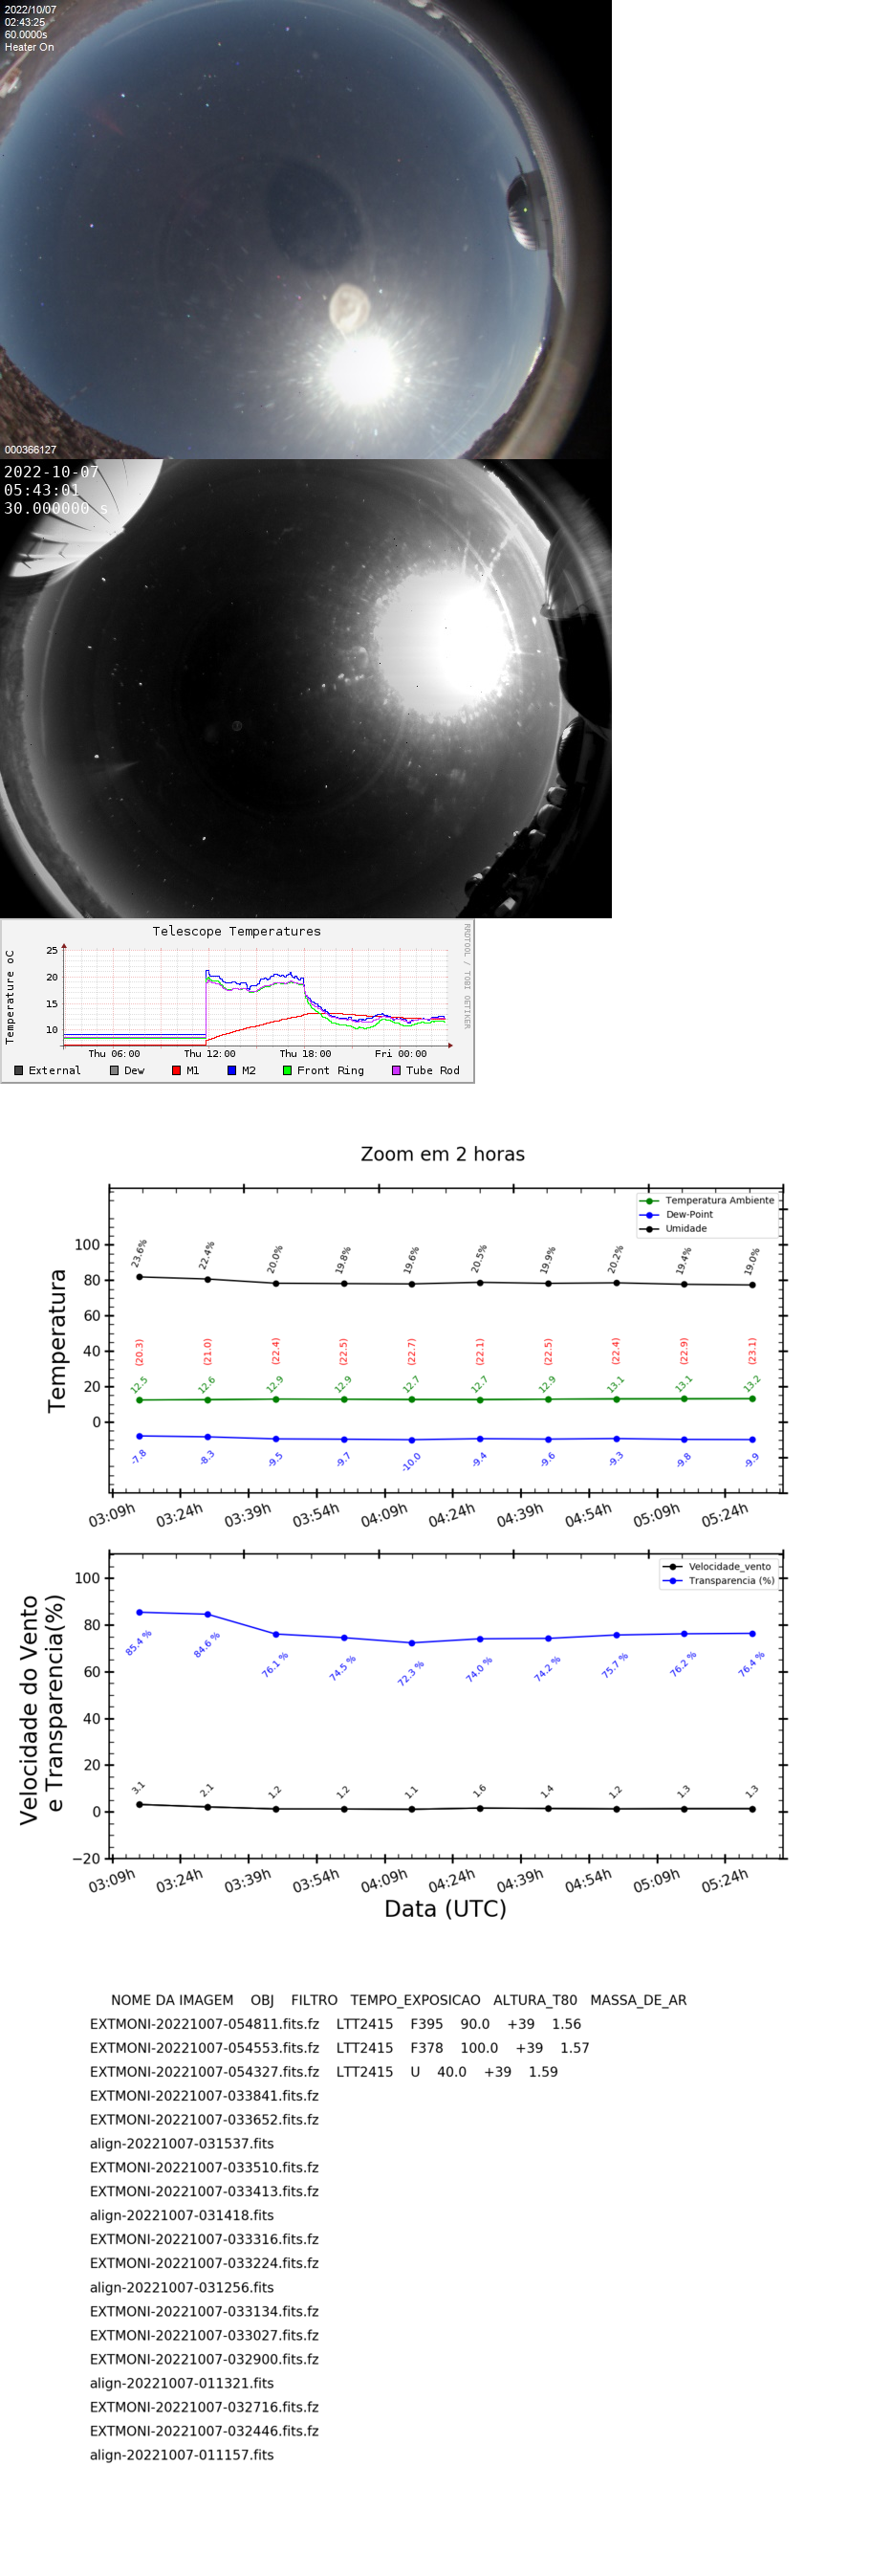 2022/10/07
02:43:25
60.0000s
Heater On
000366127
2022-10-07
05:43:01
30.000000 s
Telescope Temperatures
RRDTOOL / TOBI OETIKER
Temperature oC
25
20
15
10
Thu 06:00 Thu 12:00 Thu 18:00 Fri 00:00
External Dew M1 M2 Front Ring Tube Rod
Zoom em 2 horas
Temperatura Ambiente
Dew-Point
Umidade
Temperatura
100
80
60
40
20
0
23.6% 22.4% 20.0% 19.8% 19.6% 20.5% 19.9% 20.2% 19.4% 19.0%
(20.3) (21.0) (22.4) (22.5) (22.7) (22.1) (22.5) (22.4) (22.9) (23.1)
12.5 12.6 12.9 12.9 12.7 12.7 12.9 13.1 13.1 13.2
-7.8 -8.3 -9.5 -9.7 -10.0 -9.4 -9.6 -9.3 -9.8 -9.9
03:09h 03:24h 03:39h 03:54h 04:09h 04:24h 04:39h 04:54h 05:09h 05:24h
Velocidade_vento
Transparencia (%)
Velocidade do Vento
e Transparencia(%)
100
80
60
40
20
0
−20
85.4 % 84.6 % 76.1 % 74.5 % 72.3 % 74.0 % 74.2 % 75.7 % 76.2 % 76.4 %
3.1 2.1 1.2 1.2 1.1 1.6 1.4 1.2 1.3 1.3
03:09h 03:24h 03:39h 03:54h 04:09h 04:24h 04:39h 04:54h 05:09h 05:24h
Data (UTC)
NOME DA IMAGEM OBJ FILTRO TEMPO_EXPOSICAO ALTURA_T80 MASSA_DE_AR
EXTMONI-20221007-054811.fits.fz LTT2415 F395 90.0 +39 1.56
EXTMONI-20221007-054553.fits.fz LTT2415 F378 100.0 +39 1.57
EXTMONI-20221007-054327.fits.fz LTT2415 U 40.0 +39 1.59
EXTMONI-20221007-033841.fits.fz
EXTMONI-20221007-033652.fits.fz
align-20221007-031537.fits
EXTMONI-20221007-033510.fits.fz
EXTMONI-20221007-033413.fits.fz
align-20221007-031418.fits
EXTMONI-20221007-033316.fits.fz
EXTMONI-20221007-033224.fits.fz
align-20221007-031256.fits
EXTMONI-20221007-033134.fits.fz
EXTMONI-20221007-033027.fits.fz
EXTMONI-20221007-032900.fits.fz
align-20221007-011321.fits
EXTMONI-20221007-032716.fits.fz
EXTMONI-20221007-032446.fits.fz
align-20221007-011157.fits